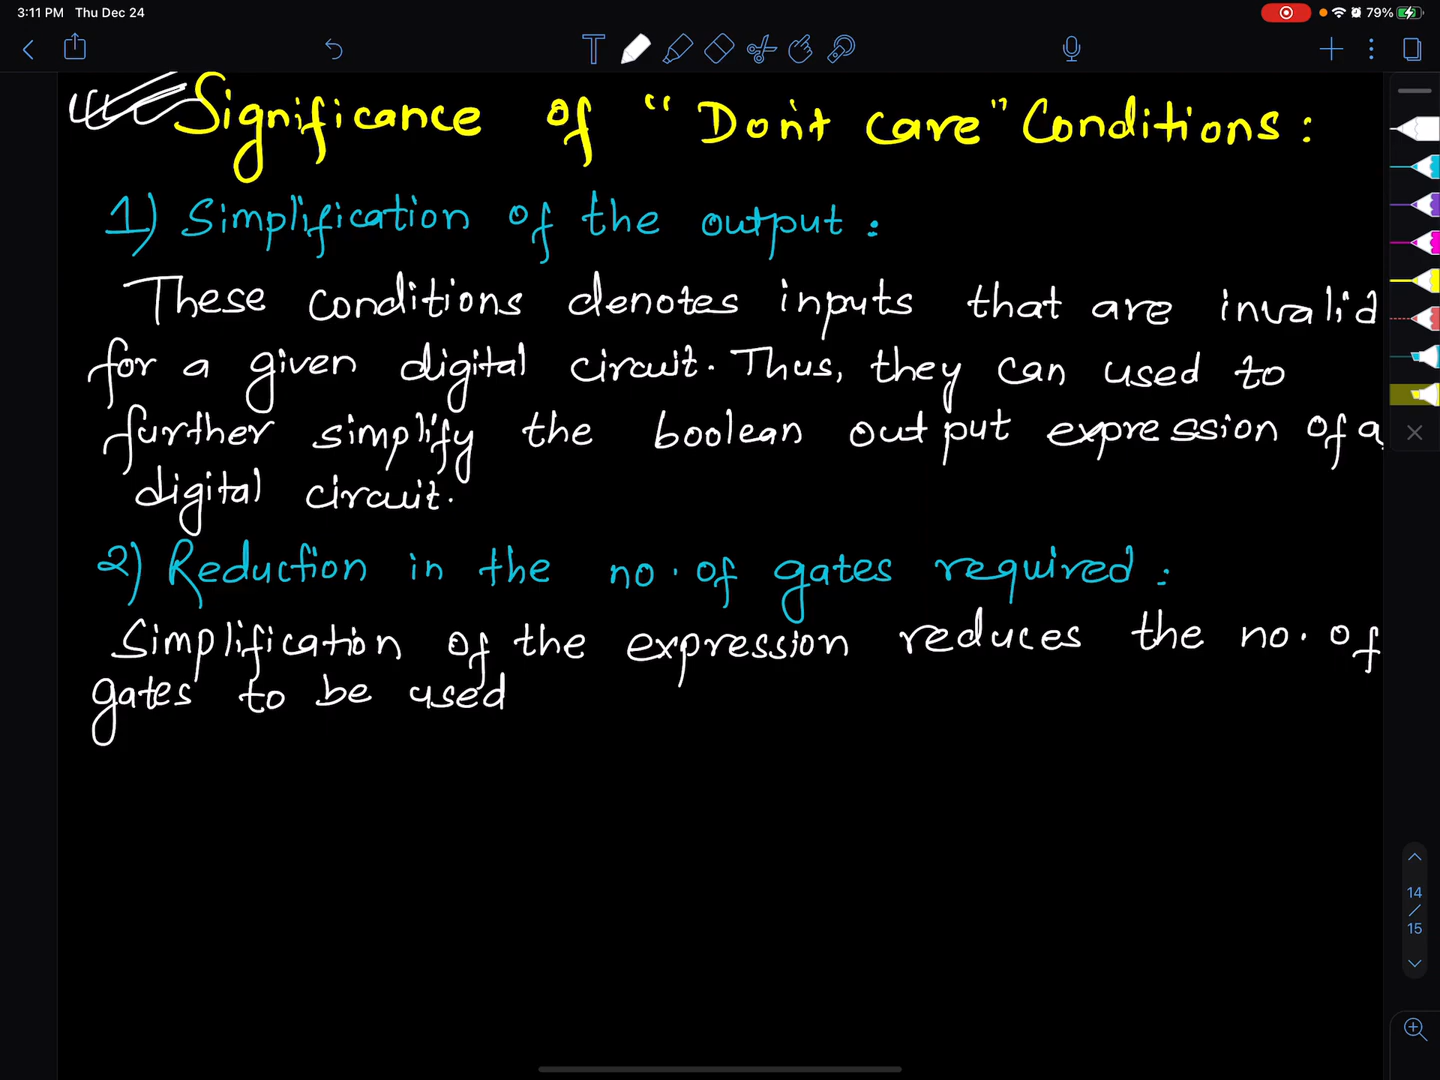 3:11 PM Thu Dec 24
79%
T
Significance of "Don't care" Conditions:
1) Simplification of the output:
These conditions denotes inputs that are invalid
for a given digital circuit. Thus, they can used to
further simplify the boolean output expression of a
digital circuit.
2) Reduction in the no. of gates required:
Simplification of the expression reduces the no. of
gates to be used
14
/
15